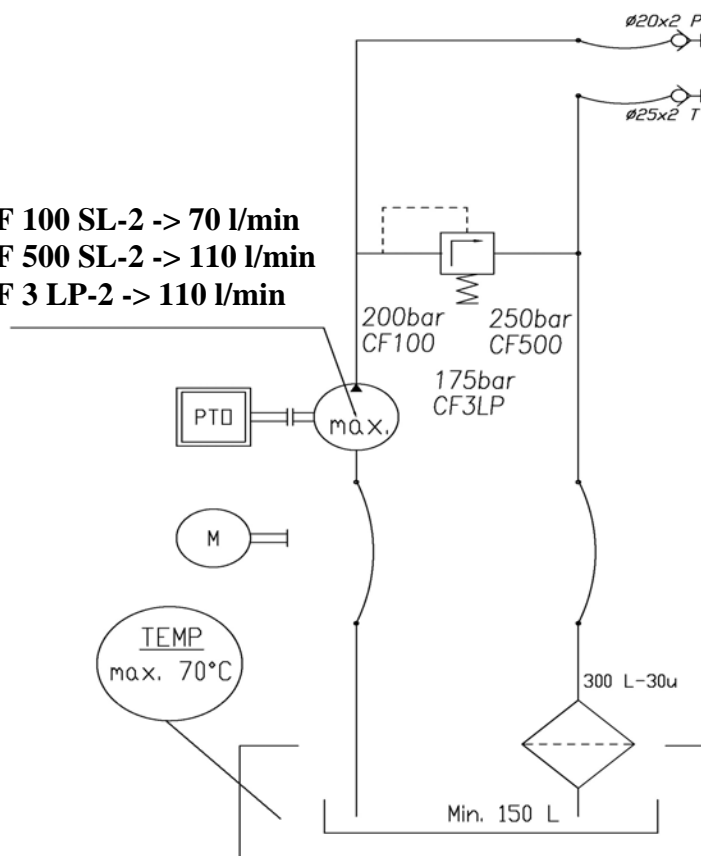 ø20x2 P
ø25x2 T
F 100 SL-2 -> 70 l/min
F 500 SL-2 -> 110 l/min
F 3 LP-2 -> 110 l/min
200bar
CF100
250bar
CF500
175bar
CF3LP
PTO
max.
M
TEMP
max. 70°C
300 L-30u
Min. 150 L